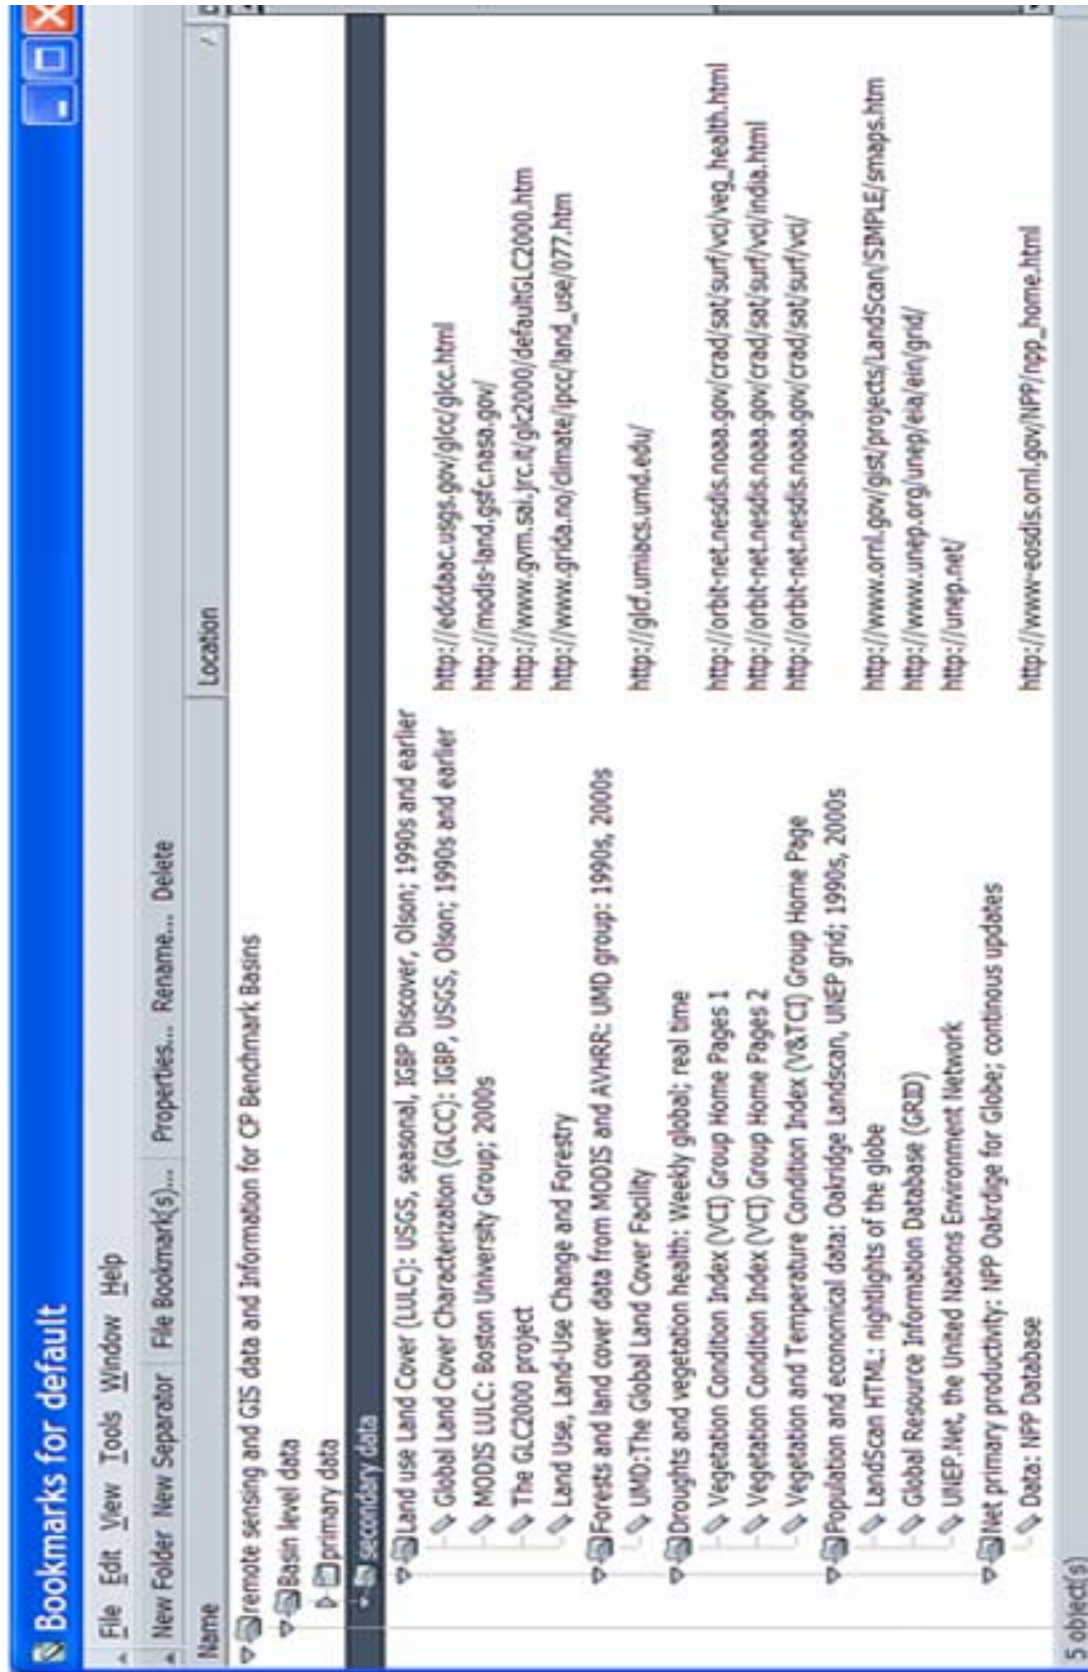 Bookmarks for default
File Edit View Tools Window Help
New Folder New Separator File Bookmark(s)... Properties... Rename... Delete
Name Location
remote sensing and GIS data and Information for CP Benchmark Basins
Basin level data
primary data
secondary data
Land use Land Cover (LULC): USGS, seasonal, IGBP Discover, Olson; 1990s and earlier
Global Land Cover Characterization (GLCC): IGBP, USGS, Olson; 1990s and earlier http://edcdaac.usgs.gov/glcc/glcc.html
MODIS LULC: Boston University Group; 2000s http://modis-land.gsfc.nasa.gov/
The GLC2000 project http://www.gvm.sai.jrc.it/glc2000/defaultGLC2000.htm
Land Use, Land-Use Change and Forestry http://www.grida.no/climate/ipcc/land_use/077.htm
Forests and land cover data from MODIS and AVHRR: UMD group: 1990s, 2000s
UMD:The Global Land Cover Facility http://glcf.umiacs.umd.edu/
Droughts and vegetation health: Weekly global; real time
Vegetation Condition Index (VCI) Group Home Pages 1 http://orbit-net.nesdis.noaa.gov/crad/sat/surf/vci/veg_health.html
Vegetation Condition Index (VCI) Group Home Pages 2 http://orbit-net.nesdis.noaa.gov/crad/sat/surf/vci/india.html
Vegetation and Temperature Condition Index (V&TCI) Group Home Page http://orbit-net.nesdis.noaa.gov/crad/sat/surf/vci/
Population and economical data: Oakridge Landscan, UNEP grid; 1990s, 2000s
LandScan HTML: nightlights of the globe http://www.ornl.gov/gist/projects/LandScan/SIMPLE/smaps.htm
Global Resource Information Database (GRID) http://www.unep.org/unep/eia/ein/grid/
UNEP.Net, the United Nations Environment Network http://unep.net/
Net primary productivity: NPP Oakrdige for Globe; continous updates
Data: NPP Database http://www-eosdis.ornl.gov/NPP/npp_home.html
5 object(s)